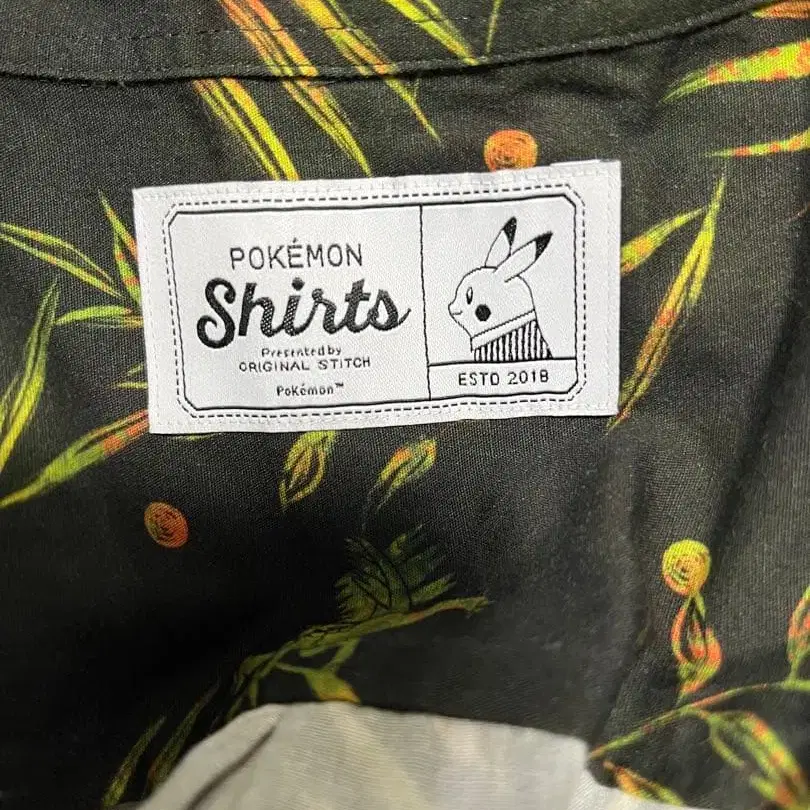 POKÉMON
Shirts
Presented by
ORIGINAL STITCH
Pokémon™
ESTD 2018